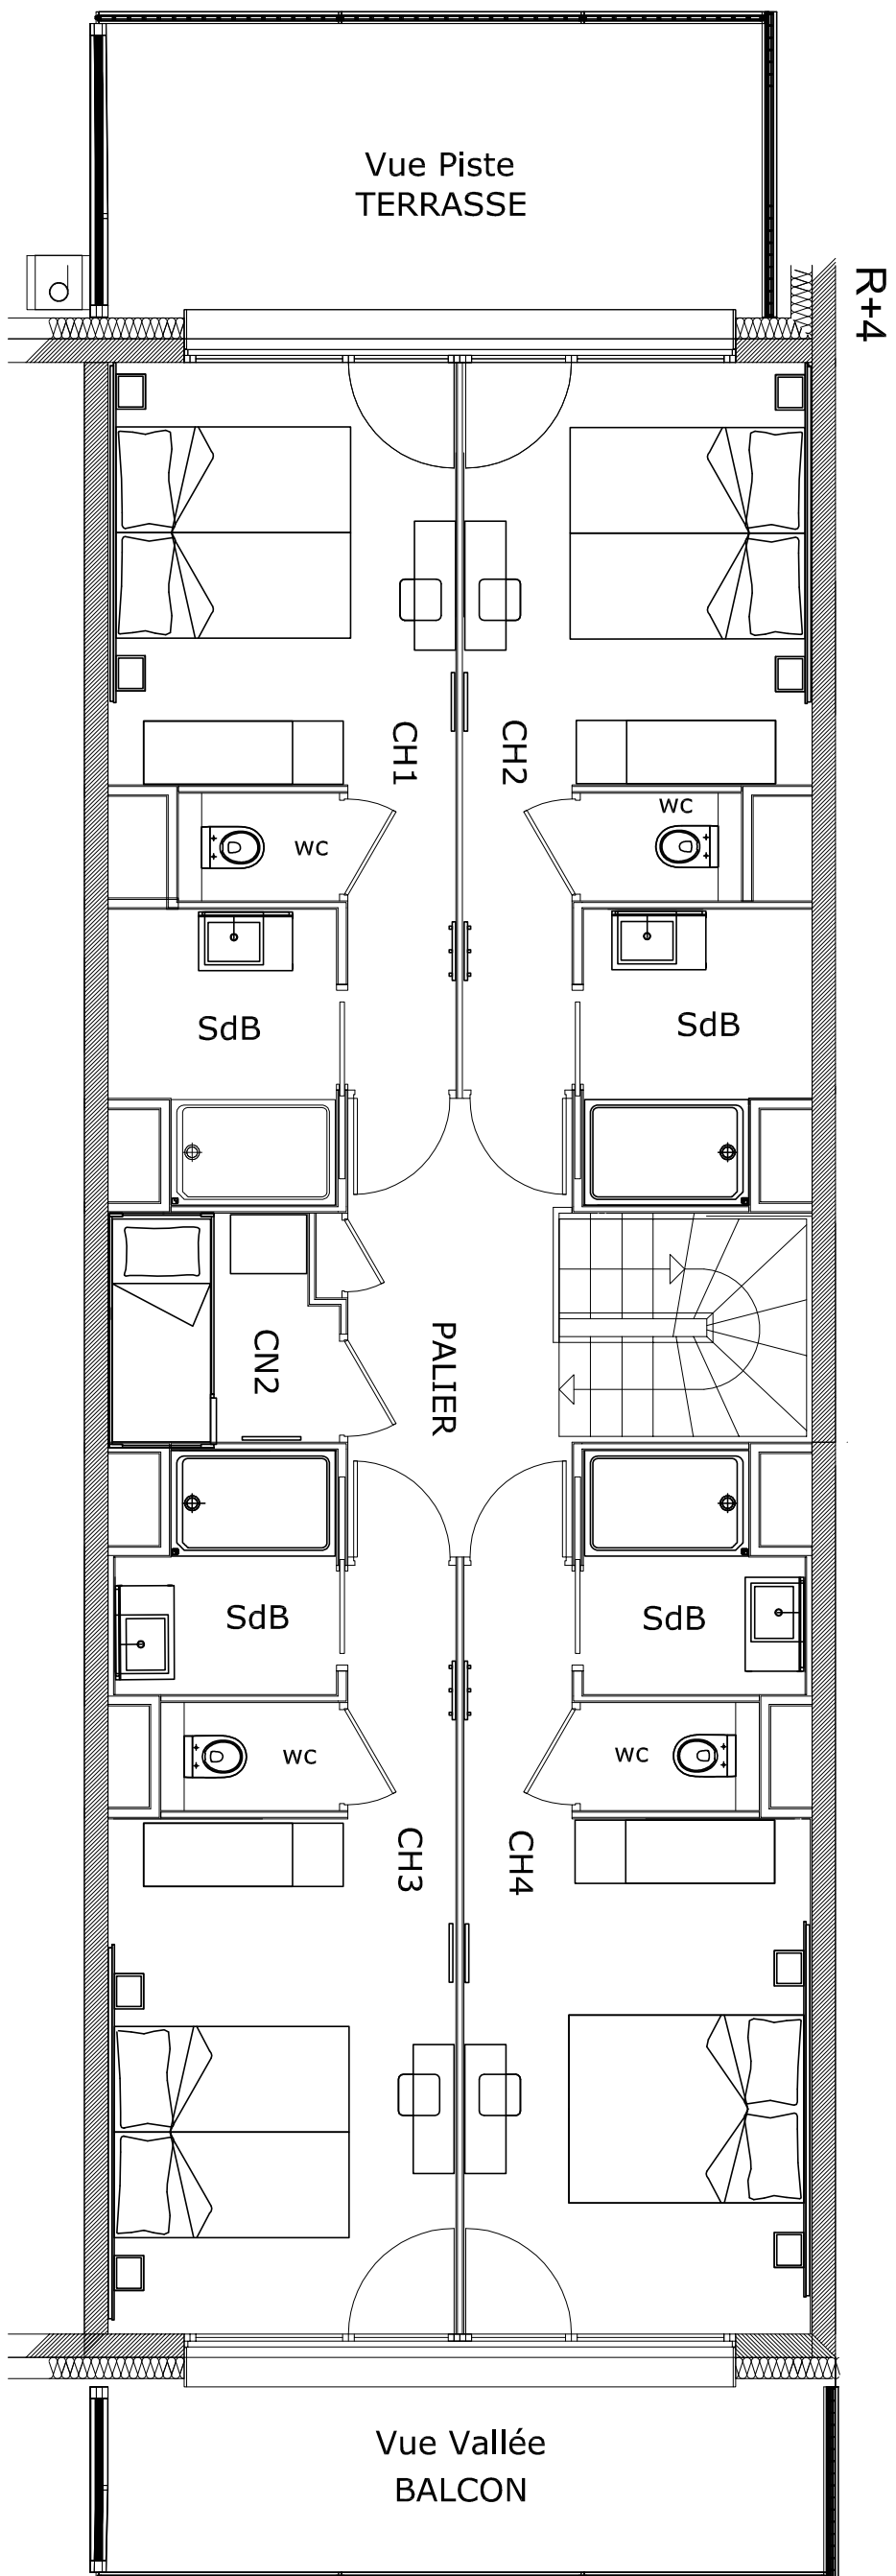 Vue Piste
TERRASSE
R+4
CH1
CH2
wc
wc
SdB
SdB
CN2
PALIER
SdB
SdB
wc
wc
CH3
CH4
Vue Vallée
BALCON